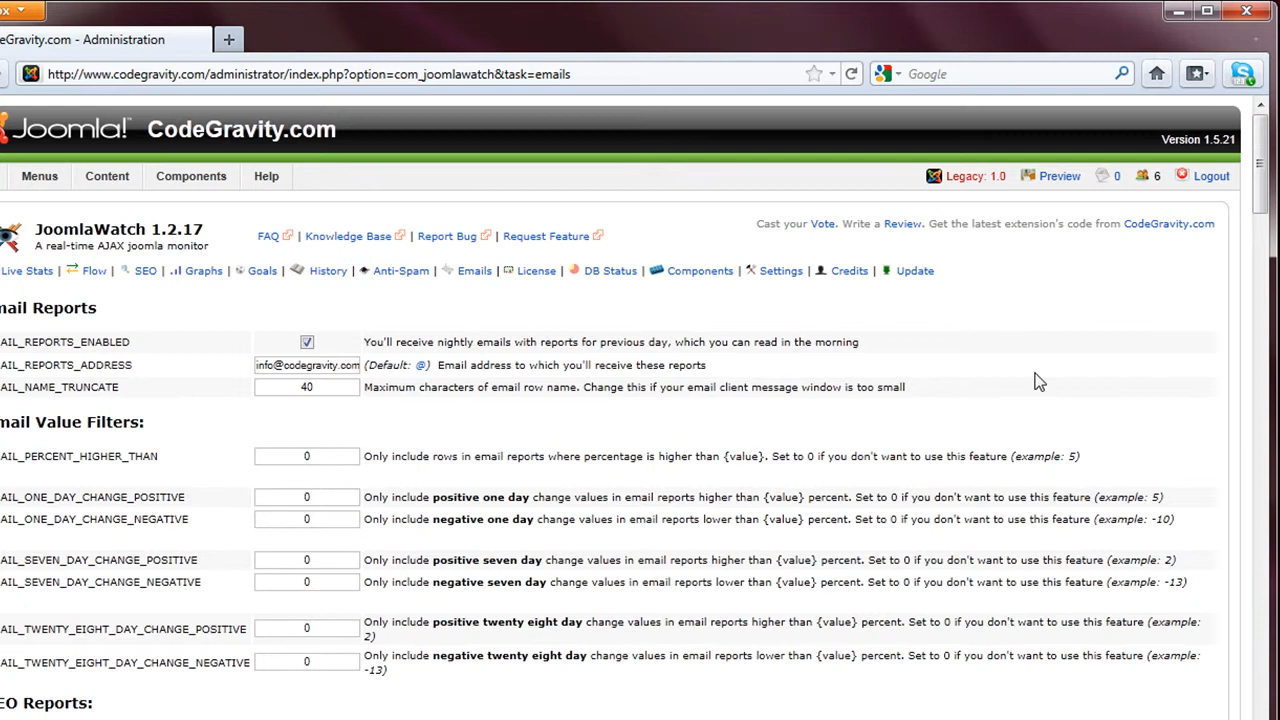 ox
eGravity.com - Administration
http://www.codegravity.com/administrator/index.php?option=com_joomlawatch&task=emails
Google
Joomla! CodeGravity.com
Version 1.5.21
Menus Content Components Help Legacy: 1.0 Preview 0 6 Logout
JoomlaWatch 1.2.17
A real-time AJAX joomla monitor
FAQ | Knowledge Base | Report Bug | Request Feature
Cast your Vote. Write a Review. Get the latest extension's code from CodeGravity.com
Live Stats Flow SEO Graphs Goals History Anti-Spam Emails License DB Status Components Settings Credits Update
mail Reports
AIL_REPORTS_ENABLED You'll receive nightly emails with reports for previous day, which you can read in the morning
AIL_REPORTS_ADDRESS info@codegravity.com (Default: @) Email address to which you'll receive these reports
AIL_NAME_TRUNCATE 40 Maximum characters of email row name. Change this if your email client message window is too small
mail Value Filters:
AIL_PERCENT_HIGHER_THAN 0 Only include rows in email reports where percentage is higher than {value}. Set to 0 if you don't want to use this feature (example: 5)
AIL_ONE_DAY_CHANGE_POSITIVE 0 Only include positive one day change values in email reports higher than {value} percent. Set to 0 if you don't want to use this feature (example: 5)
AIL_ONE_DAY_CHANGE_NEGATIVE 0 Only include negative one day change values in email reports lower than {value} percent. Set to 0 if you don't want to use this feature (example: -10)
AIL_SEVEN_DAY_CHANGE_POSITIVE 0 Only include positive seven day change values in email reports higher than {value} percent. Set to 0 if you don't want to use this feature (example: 2)
AIL_SEVEN_DAY_CHANGE_NEGATIVE 0 Only include negative seven day change values in email reports lower than {value} percent. Set to 0 if you don't want to use this feature (example: -13)
AIL_TWENTY_EIGHT_DAY_CHANGE_POSITIVE 0 Only include positive twenty eight day change values in email reports higher than {value} percent. Set to 0 if you don't want to use this feature (example:
2)
AIL_TWENTY_EIGHT_DAY_CHANGE_NEGATIVE 0 Only include negative twenty eight day change values in email reports lower than {value} percent. Set to 0 if you don't want to use this feature (example:
-13)
EO Reports: